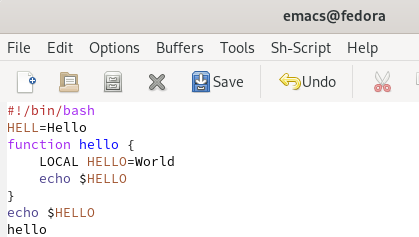 emacs@fedora
File Edit Options Buffers Tools Sh-Script Help
Save Undo
#!/bin/bash
HELL=Hello
function hello {
    LOCAL HELLO=World
    echo $HELLO
}
echo $HELLO
hello